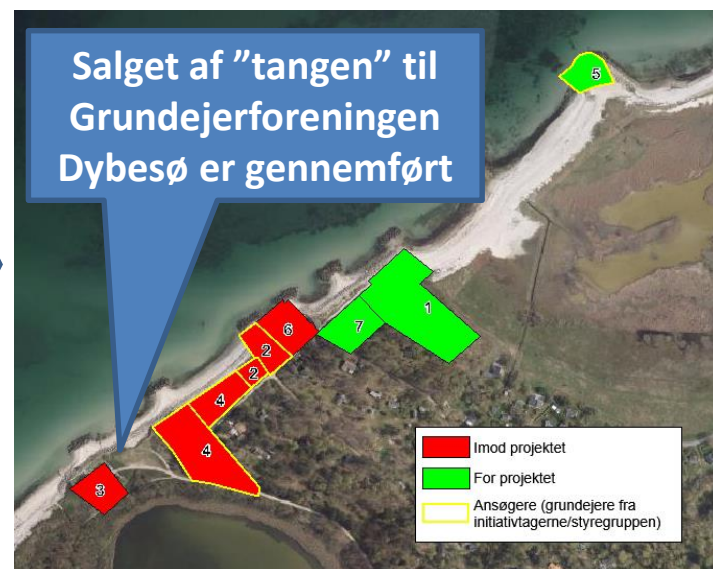 Salget af ”tangen” til
Grundejerforeningen
Dybesø er gennemført
5
1
7
6
2
2
4
4
3
Imod projektet
For projektet
Ansøgere (grundejere fra
initiativtagerne/styregruppen)